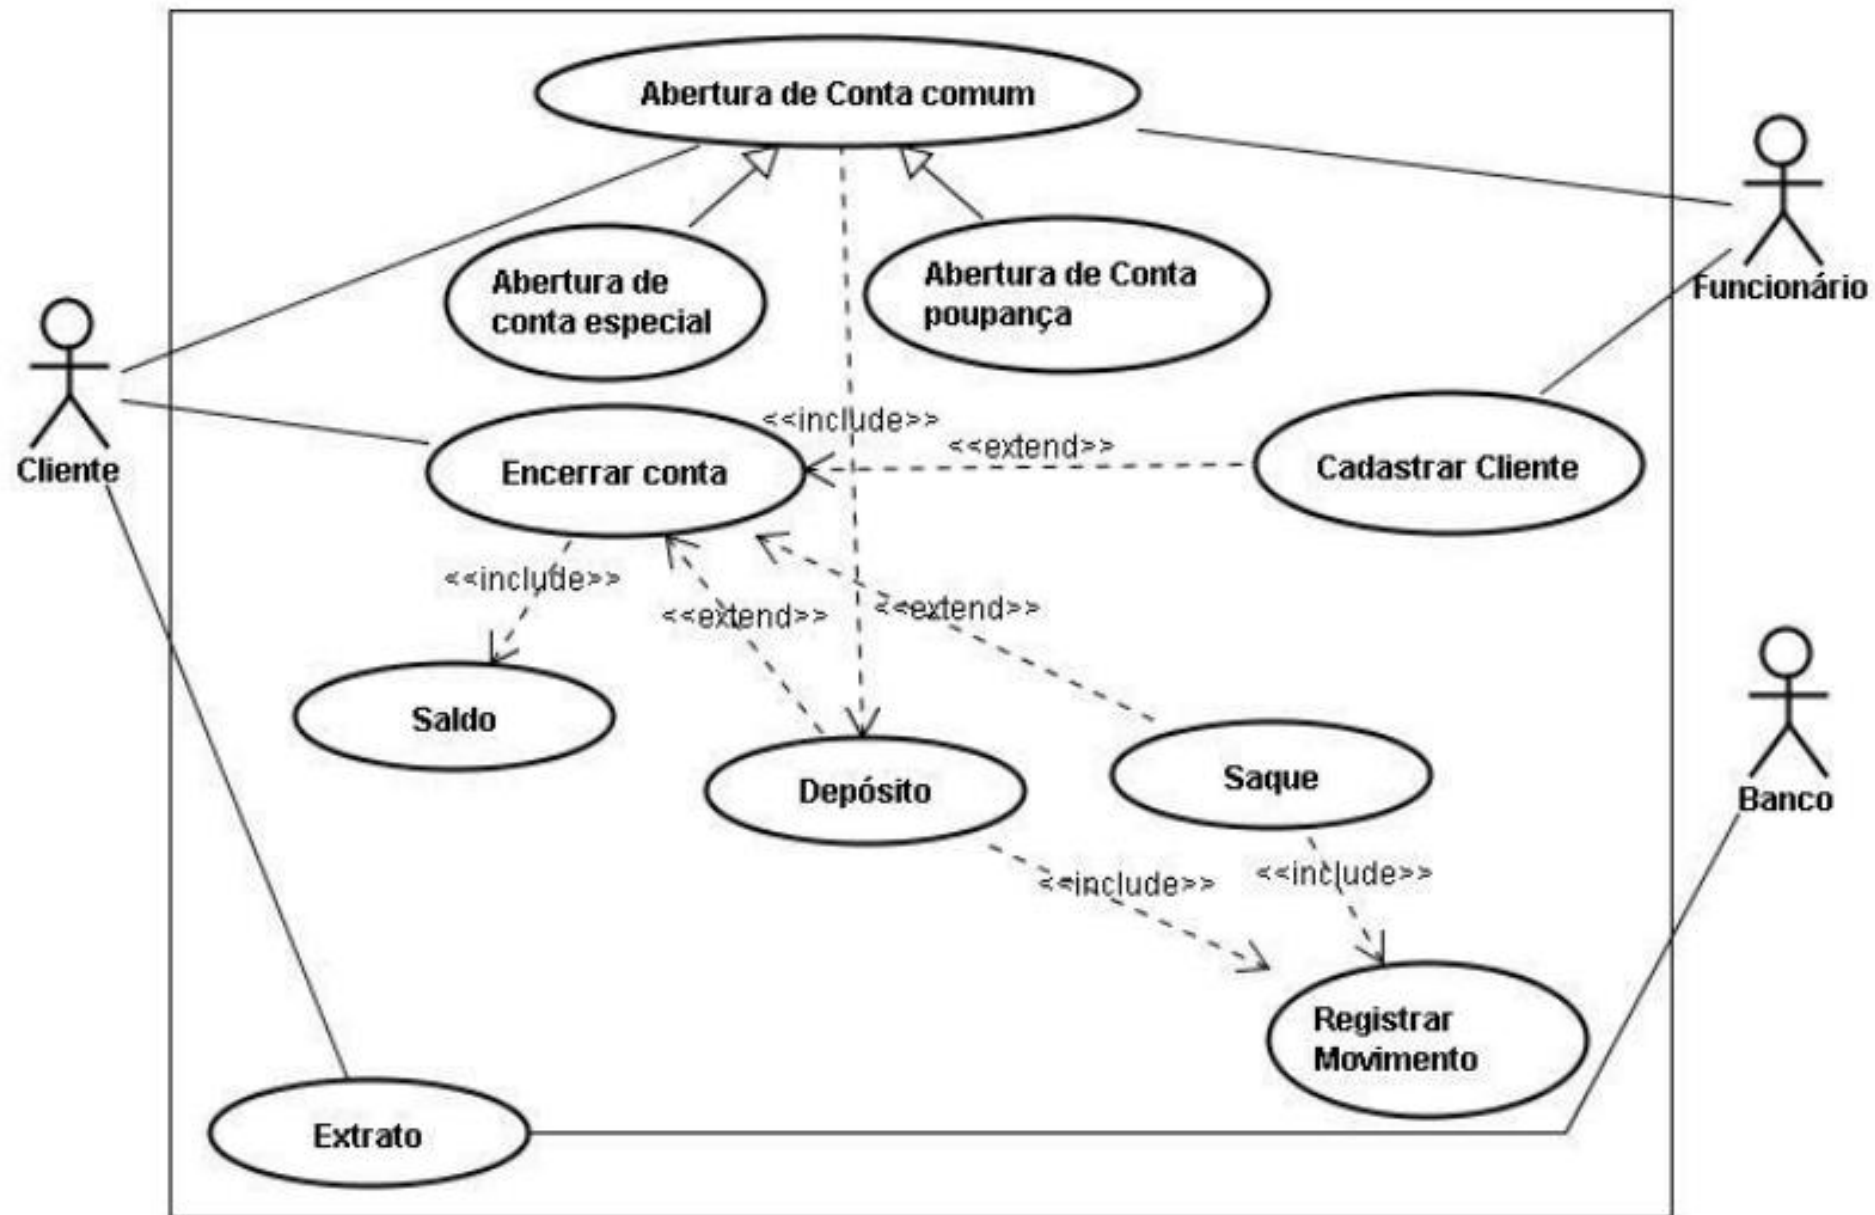 Abertura de Conta comum
Abertura de
conta especial
Abertura de Conta
poupança
Funcionário
Cliente
<<include>>
<<extend>>
Encerrar conta
Cadastrar Cliente
<<include>>
<<extend>>
<<extend>>
Saldo
Depósito
Saque
Banco
<<include>>
<<include>>
Registrar
Movimento
Extrato